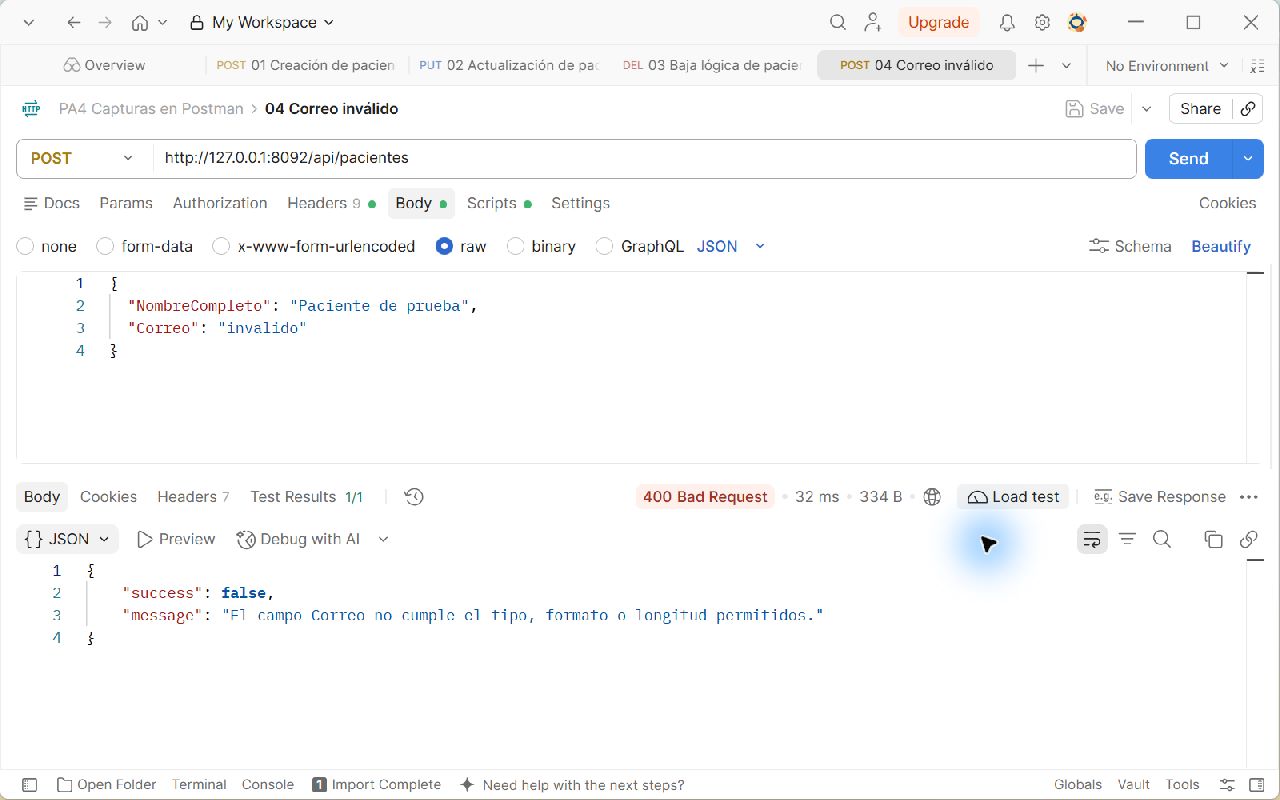 My Workspace
Upgrade
Overview
POST 01 Creación de pacien
PUT 02 Actualización de pac
DEL 03 Baja lógica de pacier
POST 04 Correo inválido
No Environment
HTTP PA4 Capturas en Postman > 04 Correo inválido
Save
Share
POST http://127.0.0.1:8092/api/pacientes
Send
Docs Params Authorization Headers 9 Body Scripts Settings Cookies
none form-data x-www-form-urlencoded raw binary GraphQL JSON Schema Beautify
1 {
2 "NombreCompleto": "Paciente de prueba",
3 "Correo": "invalido"
4 }
Body Cookies Headers 7 Test Results 1/1 400 Bad Request • 32 ms • 334 B • Load test e.g. Save Response
{} JSON Preview Debug with AI
1 {
2 "success": false,
3 "message": "El campo Correo no cumple el tipo, formato o longitud permitidos."
4 }
Open Folder Terminal Console 1 Import Complete Need help with the next steps? Globals Vault Tools